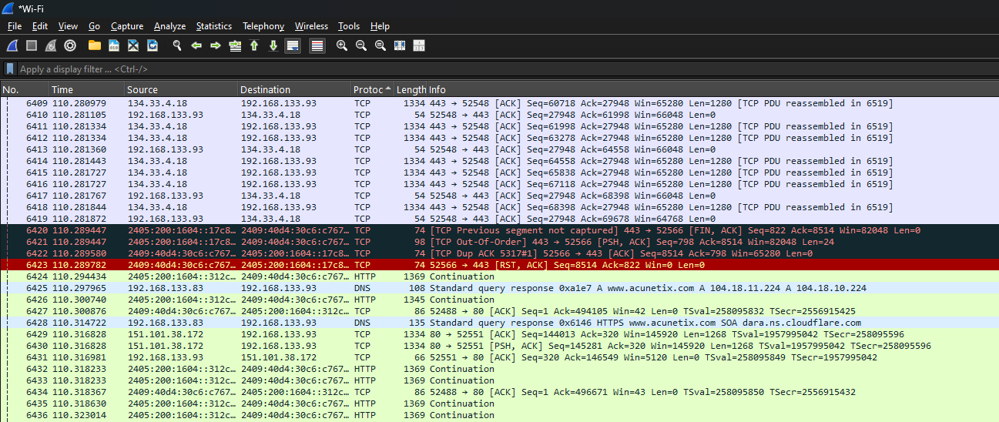 *Wi-Fi
File Edit View Go Capture Analyze Statistics Telephony Wireless Tools Help
Apply a display filter ... <Ctrl-/>
No. Time Source Destination Protoc Length Info
6409 110.280979 134.33.4.18 192.168.133.93 TCP 1334 443 → 52548 [ACK] Seq=60718 Ack=27948 Win=65280 Len=1280 [TCP PDU reassembled in 6519]
6410 110.281105 192.168.133.93 134.33.4.18 TCP 54 52548 → 443 [ACK] Seq=27948 Ack=61998 Win=66048 Len=0
6411 110.281334 134.33.4.18 192.168.133.93 TCP 1334 443 → 52548 [ACK] Seq=61998 Ack=27948 Win=65280 Len=1280 [TCP PDU reassembled in 6519]
6412 110.281334 134.33.4.18 192.168.133.93 TCP 1334 443 → 52548 [ACK] Seq=63278 Ack=27948 Win=65280 Len=1280 [TCP PDU reassembled in 6519]
6413 110.281360 192.168.133.93 134.33.4.18 TCP 54 52548 → 443 [ACK] Seq=27948 Ack=64558 Win=66048 Len=0
6414 110.281443 134.33.4.18 192.168.133.93 TCP 1334 443 → 52548 [ACK] Seq=64558 Ack=27948 Win=65280 Len=1280 [TCP PDU reassembled in 6519]
6415 110.281727 134.33.4.18 192.168.133.93 TCP 1334 443 → 52548 [ACK] Seq=65838 Ack=27948 Win=65280 Len=1280 [TCP PDU reassembled in 6519]
6416 110.281727 134.33.4.18 192.168.133.93 TCP 1334 443 → 52548 [ACK] Seq=67118 Ack=27948 Win=65280 Len=1280 [TCP PDU reassembled in 6519]
6417 110.281767 192.168.133.93 134.33.4.18 TCP 54 52548 → 443 [ACK] Seq=27948 Ack=68398 Win=66048 Len=0
6418 110.281844 134.33.4.18 192.168.133.93 TCP 1334 443 → 52548 [ACK] Seq=68398 Ack=27948 Win=65280 Len=1280 [TCP PDU reassembled in 6519]
6419 110.281872 192.168.133.93 134.33.4.18 TCP 54 52548 → 443 [ACK] Seq=27948 Ack=69678 Win=64768 Len=0
6420 110.289447 2405:200:1604::17c8… 2409:40d4:30c6:c767… TCP 74 [TCP Previous segment not captured] 443 → 52566 [FIN, ACK] Seq=822 Ack=8514 Win=82048 Len=0
6421 110.289447 2405:200:1604::17c8… 2409:40d4:30c6:c767… TCP 98 [TCP Out-Of-Order] 443 → 52566 [PSH, ACK] Seq=798 Ack=8514 Win=82048 Len=24
6422 110.289580 2409:40d4:30c6:c767… 2405:200:1604::17c8… TCP 74 [TCP Dup ACK 5317#1] 52566 → 443 [ACK] Seq=8514 Ack=798 Win=65280 Len=0
6423 110.289782 2409:40d4:30c6:c767… 2405:200:1604::17c8… TCP 74 52566 → 443 [RST, ACK] Seq=8514 Ack=822 Win=0 Len=0
6424 110.294434 2405:200:1604::312c… 2409:40d4:30c6:c767… HTTP 1369 Continuation
6425 110.297965 192.168.133.83 192.168.133.93 DNS 108 Standard query response 0xa1e7 A www.acunetix.com A 104.18.11.224 A 104.18.10.224
6426 110.300740 2405:200:1604::312c… 2409:40d4:30c6:c767… HTTP 1345 Continuation
6427 110.300876 2409:40d4:30c6:c767… 2405:200:1604::312c… TCP 86 52488 → 80 [ACK] Seq=1 Ack=494105 Win=42 Len=0 TSval=258095832 TSecr=2556915425
6428 110.314722 192.168.133.83 192.168.133.93 DNS 135 Standard query response 0x6146 HTTPS www.acunetix.com SOA dara.ns.cloudflare.com
6429 110.316828 151.101.38.172 192.168.133.93 TCP 1334 80 → 52551 [ACK] Seq=144013 Ack=320 Win=145920 Len=1268 TSval=1957995042 TSecr=258095596
6430 110.316828 151.101.38.172 192.168.133.93 TCP 1334 80 → 52551 [PSH, ACK] Seq=145281 Ack=320 Win=145920 Len=1268 TSval=1957995042 TSecr=258095596
6431 110.316981 192.168.133.93 151.101.38.172 TCP 66 52551 → 80 [ACK] Seq=320 Ack=146549 Win=5120 Len=0 TSval=258095849 TSecr=1957995042
6432 110.318233 2405:200:1604::312c… 2409:40d4:30c6:c767… HTTP 1369 Continuation
6433 110.318233 2405:200:1604::312c… 2409:40d4:30c6:c767… HTTP 1369 Continuation
6434 110.318367 2409:40d4:30c6:c767… 2405:200:1604::312c… TCP 86 52488 → 80 [ACK] Seq=1 Ack=496671 Win=43 Len=0 TSval=258095850 TSecr=2556915432
6435 110.318630 2405:200:1604::312c… 2409:40d4:30c6:c767… HTTP 1369 Continuation
6436 110.323014 2405:200:1604::312c… 2409:40d4:30c6:c767… HTTP 1369 Continuation